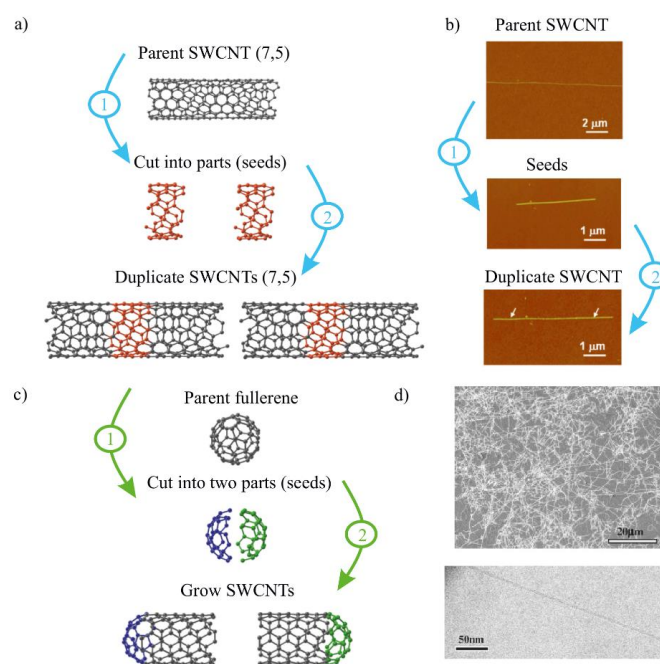 a)
Parent SWCNT (7,5)
1
Cut into parts (seeds)
2
Duplicate SWCNTs (7,5)
b)
Parent SWCNT
2 μm
1
Seeds
1 μm
2
Duplicate SWCNT
1 μm
c)
1
Parent fullerene
Cut into two parts (seeds)
2
Grow SWCNTs
d)
20μm
50nm